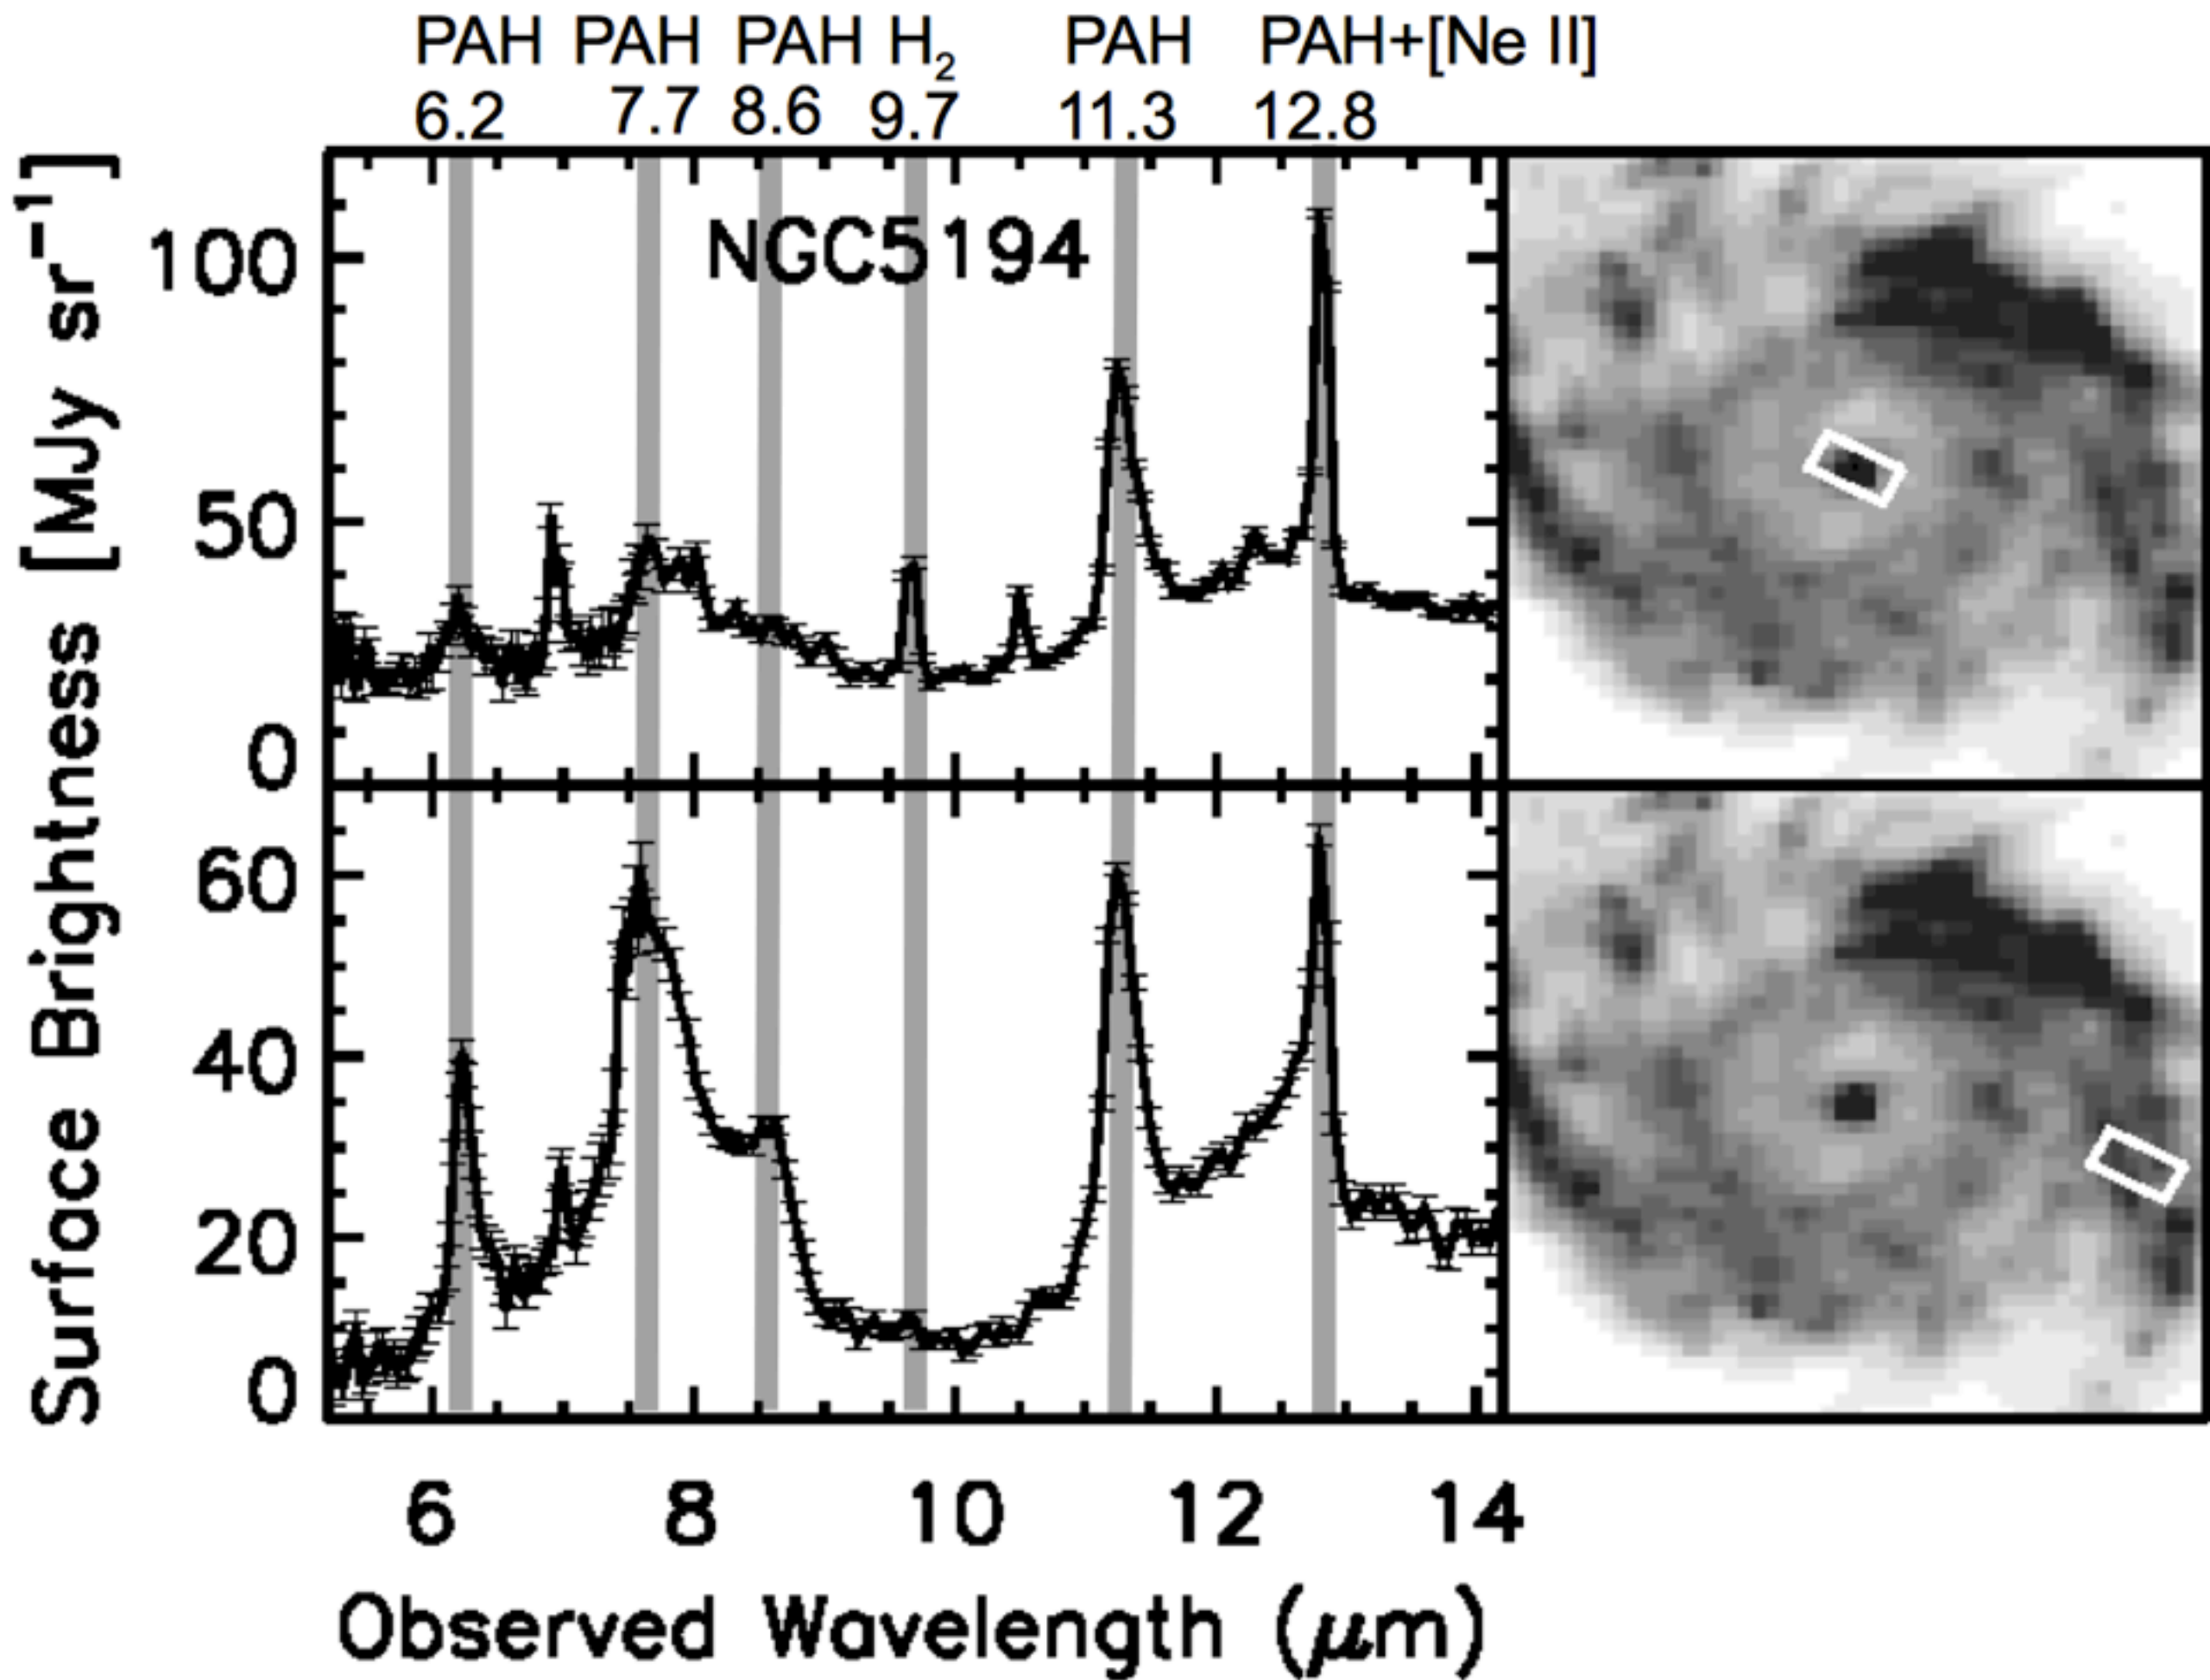 PAH PAH PAH H₂ PAH PAH+[Ne II]
6.2 7.7 8.6 9.7 11.3 12.8
NGC5194
100
50
0
60
40
20
0
Surface Brightness [MJy sr⁻¹]
6 8 10 12 14
Observed Wavelength (μm)